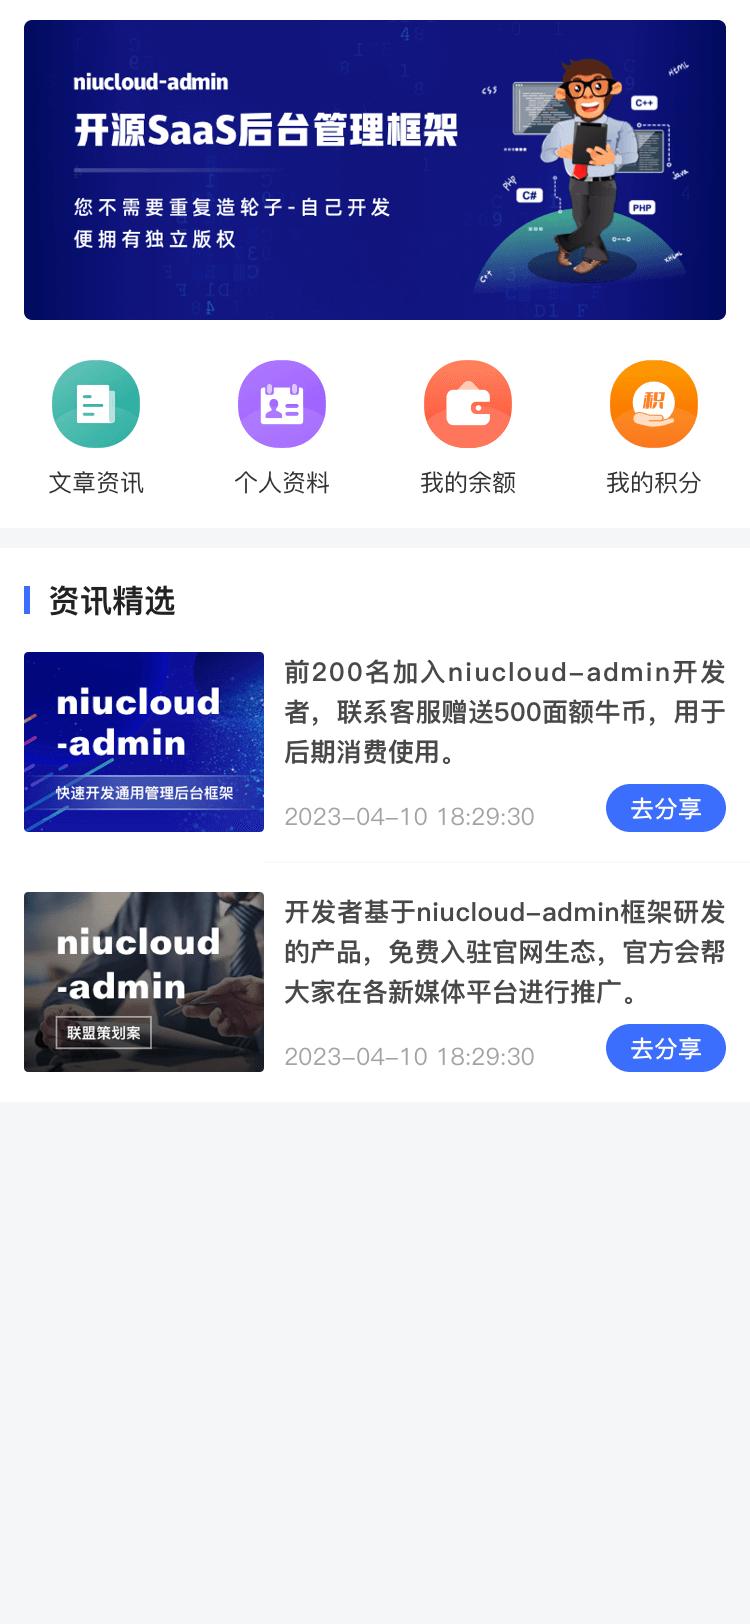 niucloud-admin
开源SaaS后台管理框架
您不需要重复造轮子-自己开发
便拥有独立版权
CSS
HTML
C++
Java
PHP
C#
PHP
C++
XHTML
积
文章资讯
个人资料
我的余额
我的积分
资讯精选
niucloud
-admin
快速开发通用管理后台框架
前200名加入niucloud-admin开发
者，联系客服赠送500面额牛币，用于
后期消费使用。
2023-04-10 18:29:30
去分享
niucloud
-admin
联盟策划案
开发者基于niucloud-admin框架研发
的产品，免费入驻官网生态，官方会帮
大家在各新媒体平台进行推广。
2023-04-10 18:29:30
去分享